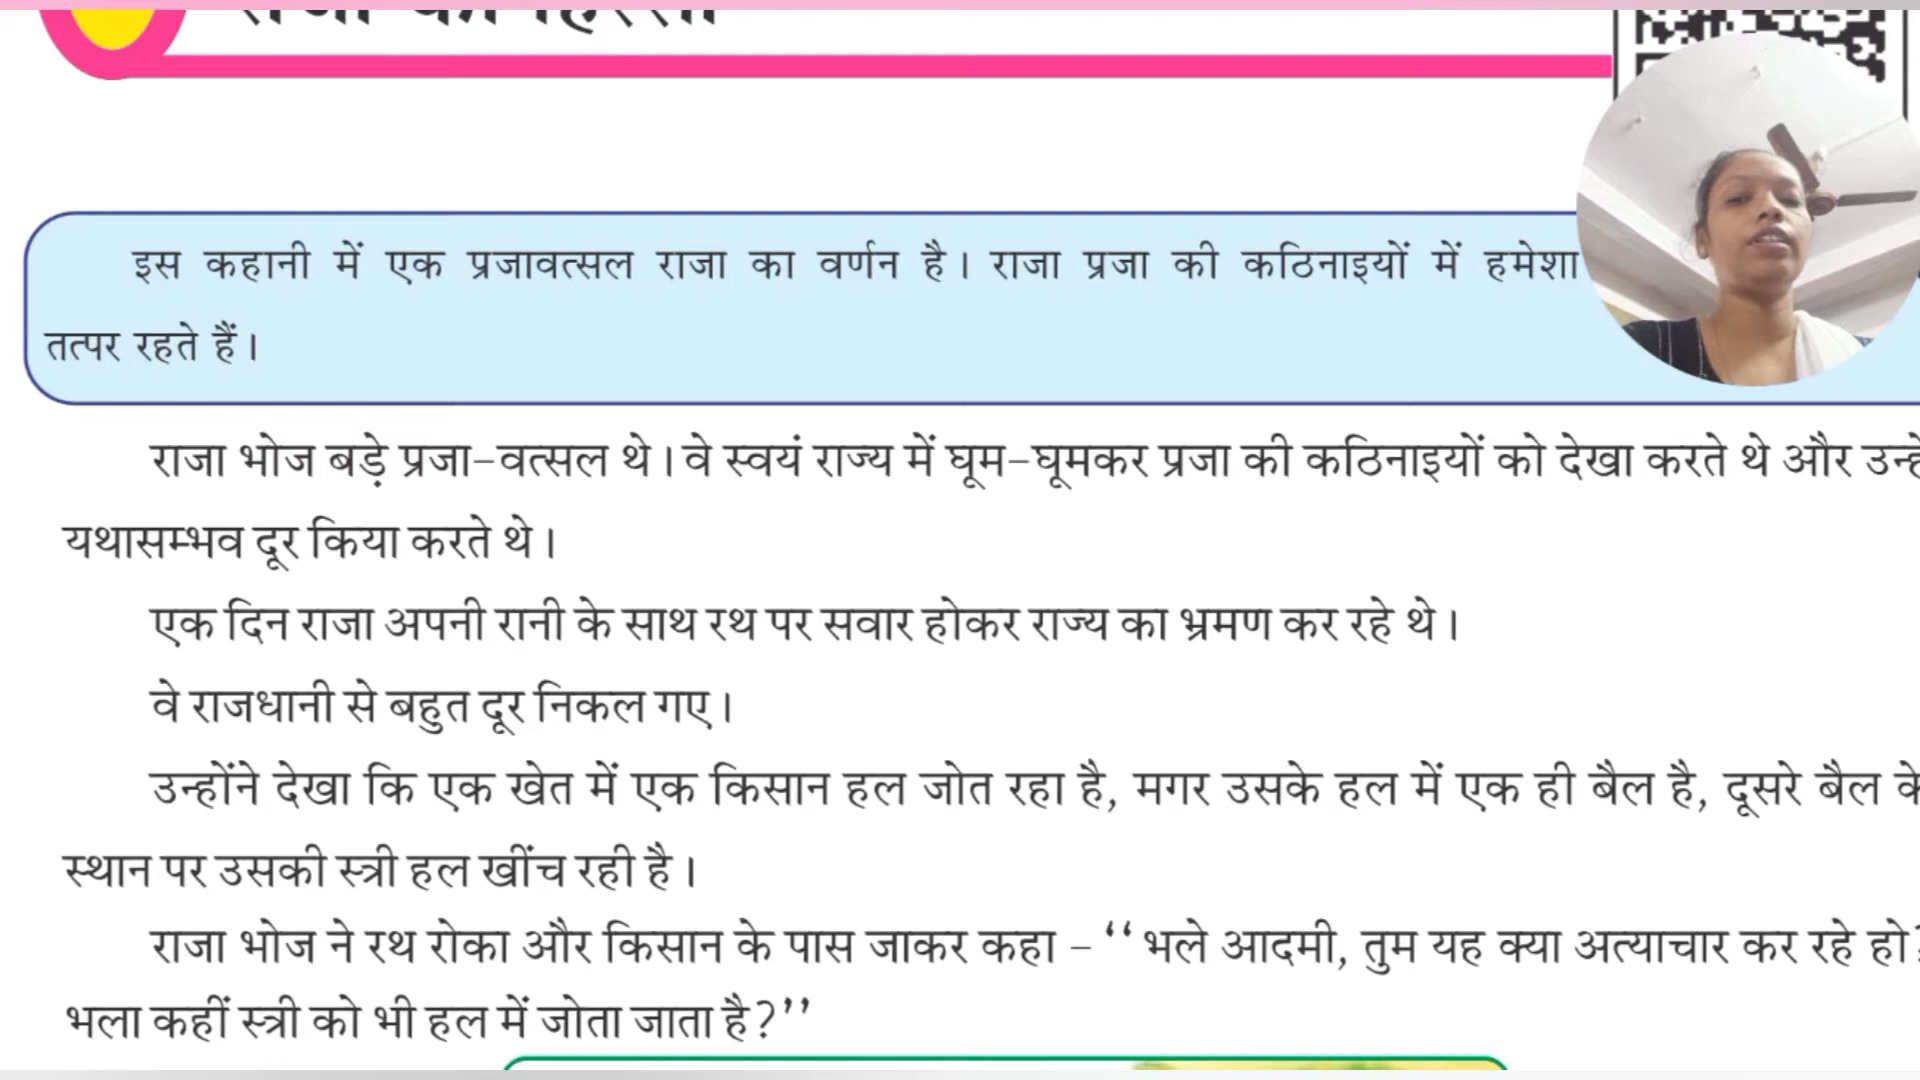 इस कहानी में एक प्रजावत्सल राजा का वर्णन है। राजा प्रजा की कठिनाइयों में हमेशा
तत्पर रहते हैं।
राजा भोज बड़े प्रजा-वत्सल थे। वे स्वयं राज्य में घूम-घूमकर प्रजा की कठिनाइयों को देखा करते थे और
यथासम्भव दूर किया करते थे।
एक दिन राजा अपनी रानी के साथ रथ पर सवार होकर राज्य का भ्रमण कर रहे थे।
वे राजधानी से बहुत दूर निकल गए।
उन्होंने देखा कि एक खेत में एक किसान हल जोत रहा है, मगर उसके हल में एक ही बैल है, दूसरे बैल के
स्थान पर उसकी स्त्री हल खींच रही है।
राजा भोज ने रथ रोका और किसान के पास जाकर कहा – ‘‘भले आदमी, तुम यह क्या अत्याचार कर रहे हो?
भला कहीं स्त्री को भी हल में जोता जाता है?’’